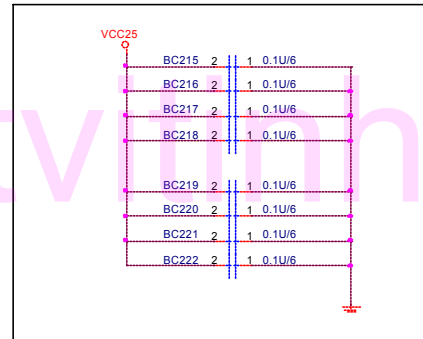 VCC25
BC215 2 1 0.1U/6
BC216 2 1 0.1U/6
BC217 2 1 0.1U/6
BC218 2 1 0.1U/6
BC219 2 1 0.1U/6
BC220 2 1 0.1U/6
BC221 2 1 0.1U/6
BC222 2 1 0.1U/6
tvitinh